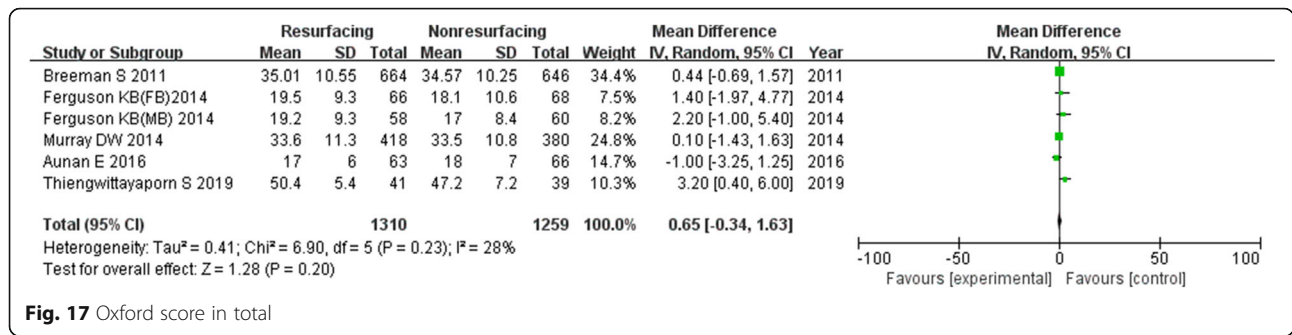 Resurfacing Nonresurfacing Mean Difference Mean Difference
Study or Subgroup Mean SD Total Mean SD Total Weight IV, Random, 95% CI Year IV, Random, 95% CI
Breeman S 2011 35.01 10.55 664 34.57 10.25 646 34.4% 0.44 [-0.69, 1.57] 2011
Ferguson KB(FB)2014 19.5 9.3 66 18.1 10.6 68 7.5% 1.40 [-1.97, 4.77] 2014
Ferguson KB(MB) 2014 19.2 9.3 58 17 8.4 60 8.2% 2.20 [-1.00, 5.40] 2014
Murray DW 2014 33.6 11.3 418 33.5 10.8 380 24.8% 0.10 [-1.43, 1.63] 2014
Aunan E 2016 17 6 63 18 7 66 14.7% -1.00 [-3.25, 1.25] 2016
Thiengwittayaporn S 2019 50.4 5.4 41 47.2 7.2 39 10.3% 3.20 [0.40, 6.00] 2019
Total (95% CI) 1310 1259 100.0% 0.65 [-0.34, 1.63]
Heterogeneity: Tau² = 0.41; Chi² = 6.90, df = 5 (P = 0.23); I² = 28%
Test for overall effect: Z = 1.28 (P = 0.20)
-100 -50 0 50 100
Favours [experimental] Favours [control]
Fig. 17 Oxford score in total